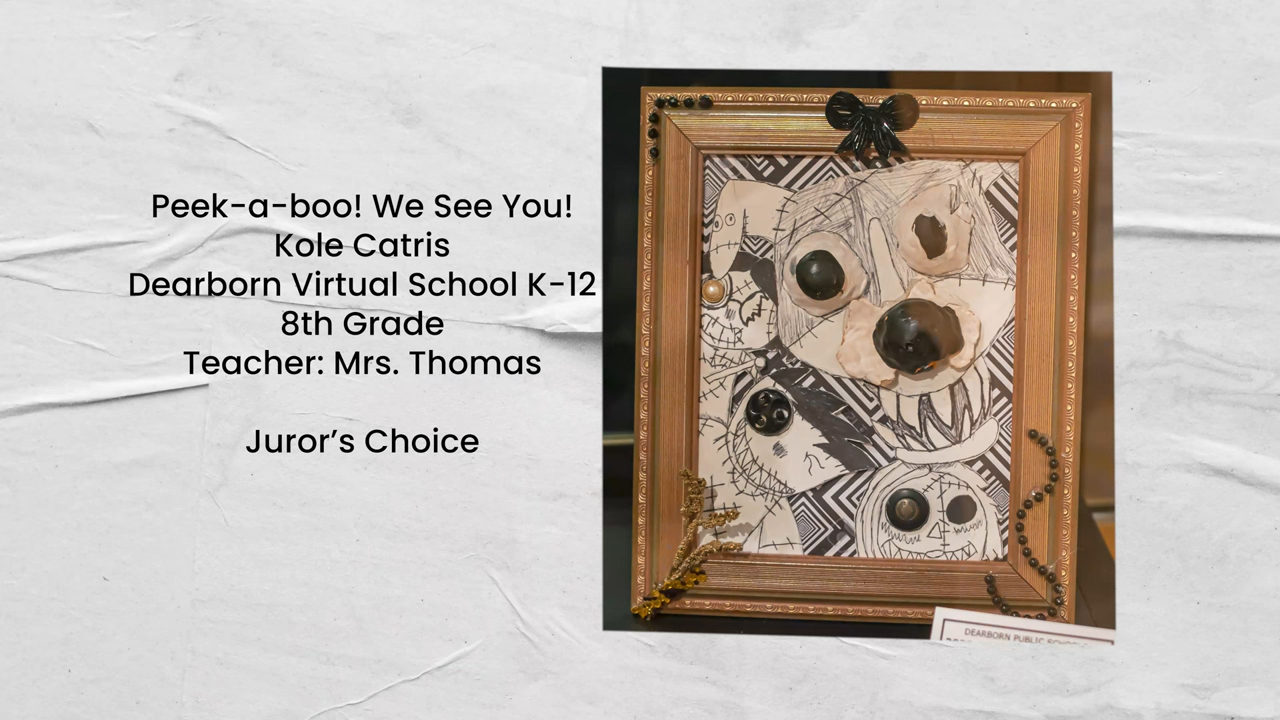 Peek-a-boo! We See You!
Kole Catris
Dearborn Virtual School K-12
8th Grade
Teacher: Mrs. Thomas
Juror's Choice
DEARBORN PUBLIC